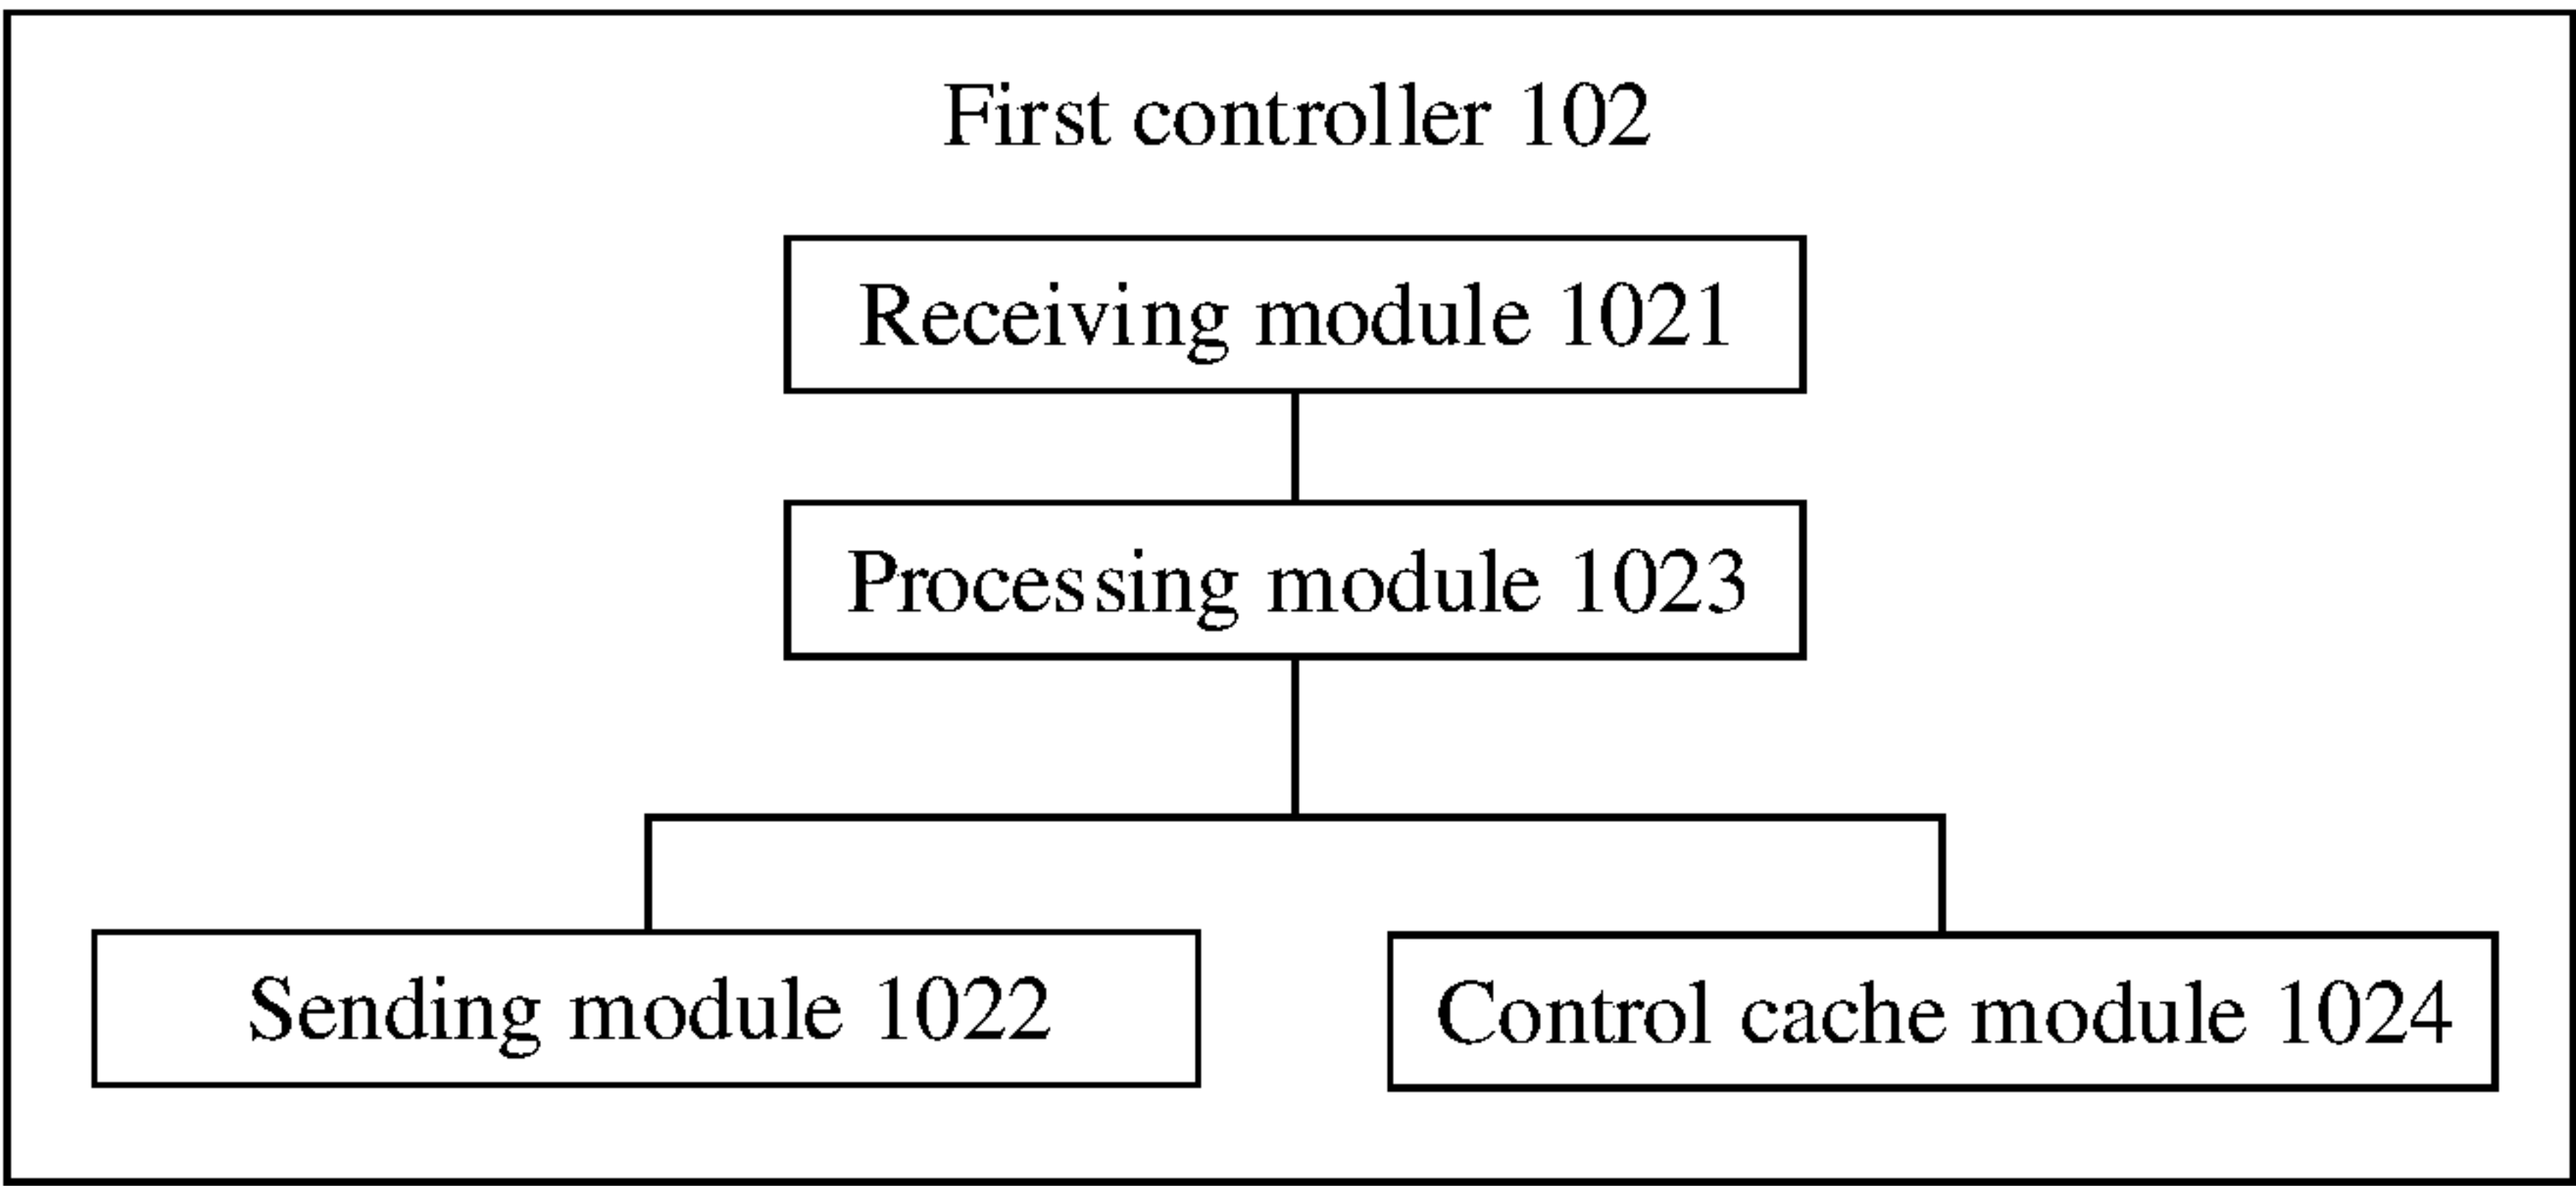 First controller 102
Receiving module 1021
Processing module 1023
Sending module 1022
Control cache module 1024